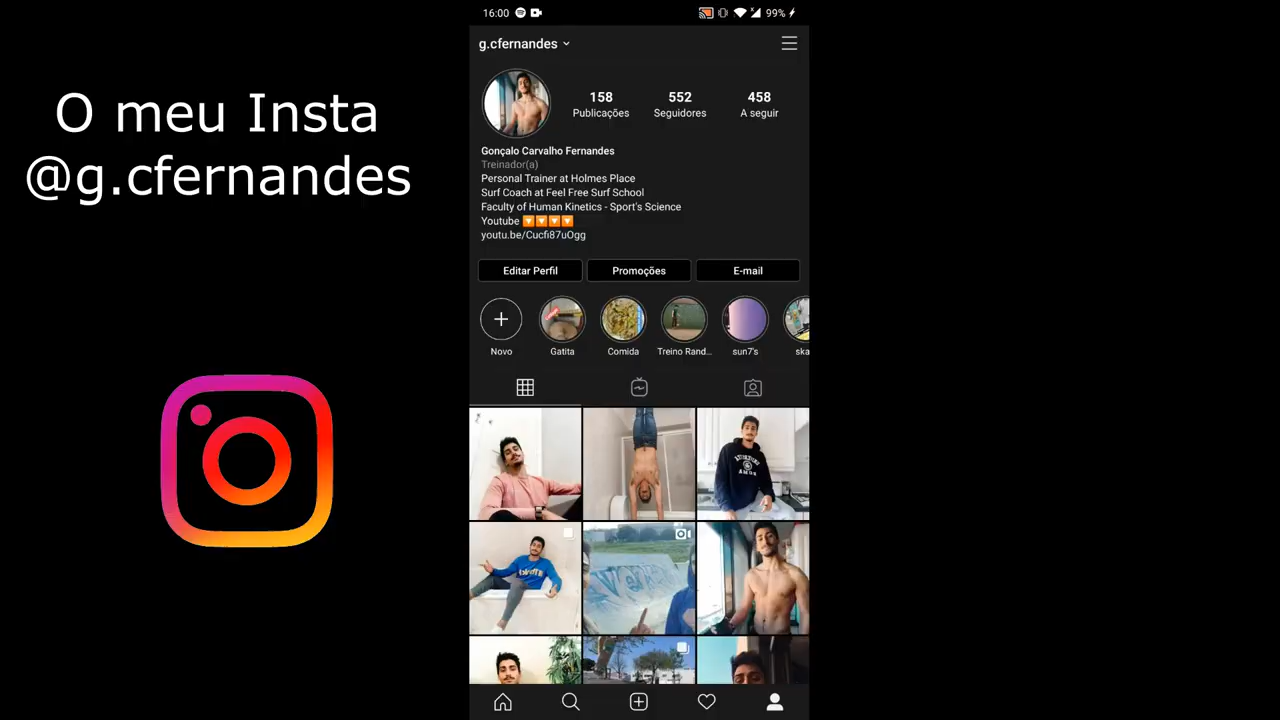 O meu Insta
@g.cfernandes
16:00
99%
g.cfernandes
158
Publicações
552
Seguidores
458
A seguir
Gonçalo Carvalho Fernandes
Treinador(a)
Personal Trainer at Holmes Place
Surf Coach at Feel Free Surf School
Faculty of Human Kinetics - Sport's Science
Youtube 🔽🔽🔽🔽
youtu.be/Cucfi87uOgg
Editar Perfil
Promoções
E-mail
Novo
Gatita
Comida
Treino Rand...
sun7's
ska